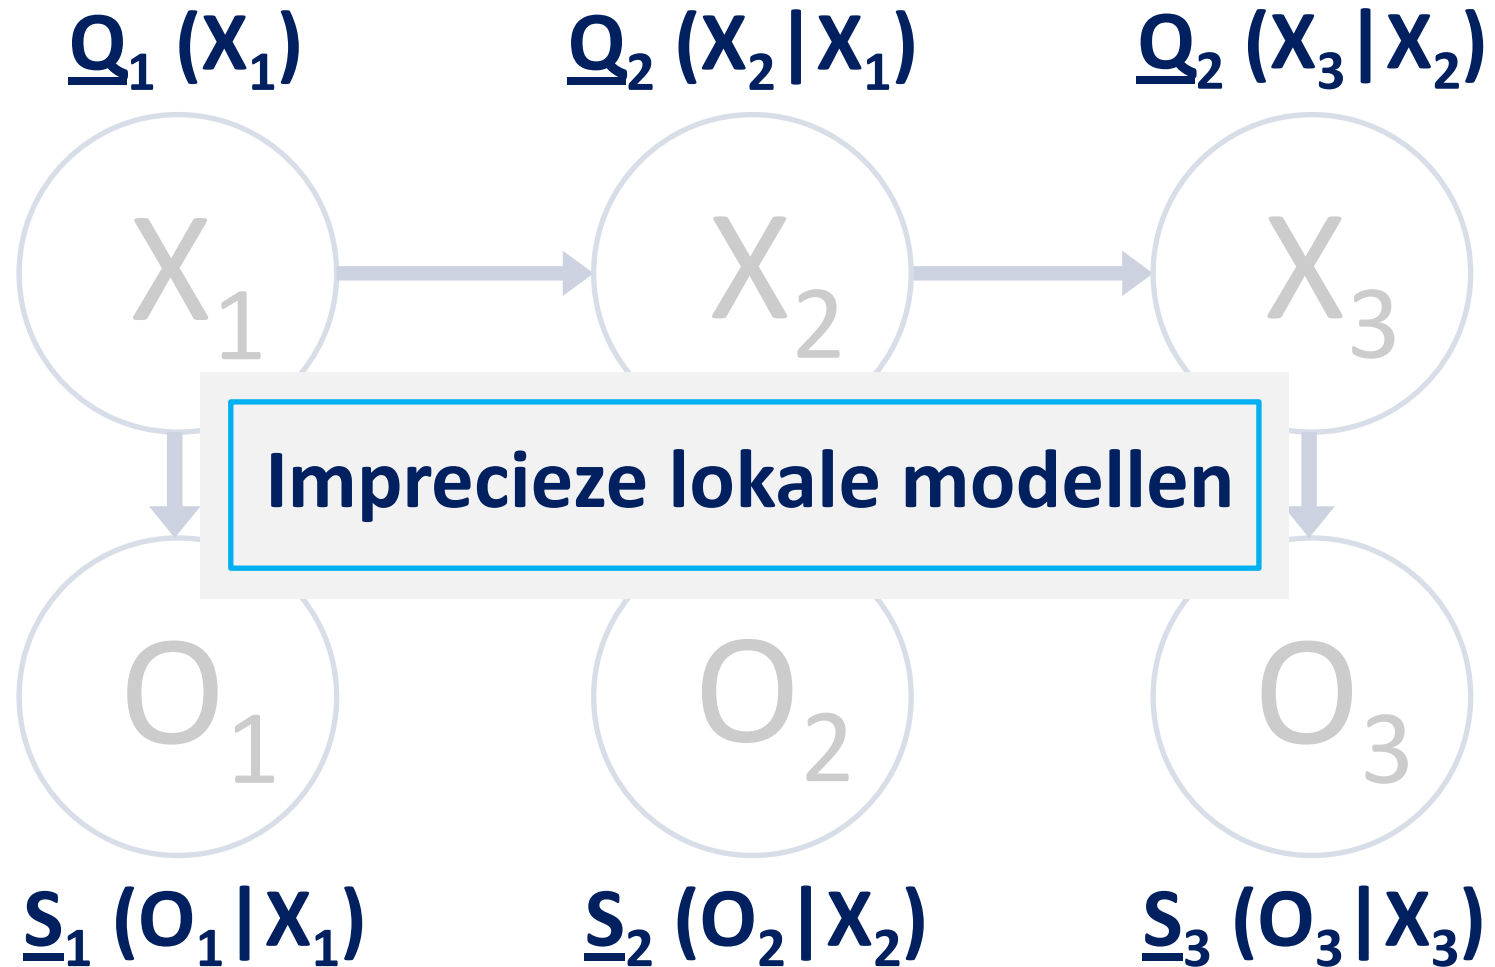 Q₁ (X₁) Q₂ (X₂|X₁) Q₂ (X₃|X₂)
X₁ X₂ X₃
Imprecieze lokale modellen
O₁ O₂ O₃
S₁ (O₁|X₁) S₂ (O₂|X₂) S₃ (O₃|X₃)